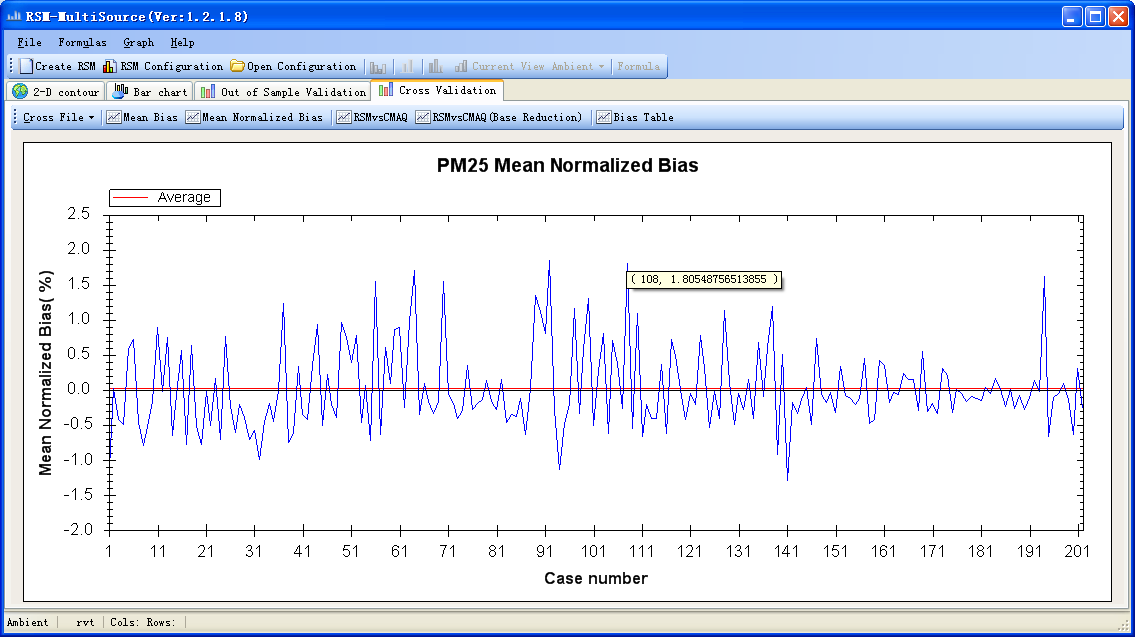 RSM-MultiSource(Ver:1.2.1.8)
File Formulas Graph Help
Create RSM RSM Configuration Open Configuration Current View Ambient Formula
2-D contour Bar chart Out of Sample Validation Cross Validation
Cross File Mean Bias Mean Normalized Bias RSMvsCMAQ RSMvsCMAQ(Base Reduction) Bias Table
PM25 Mean Normalized Bias
Average
2.5
2.0
( 108, 1.80548756513855 )
1.5
1.0
0.5
0.0
-0.5
-1.0
-1.5
-2.0
Mean Normalized Bias( %)
1 11 21 31 41 51 61 71 81 91 101 111 121 131 141 151 161 171 181 191 201
Case number
Ambient rvt Cols: Rows: